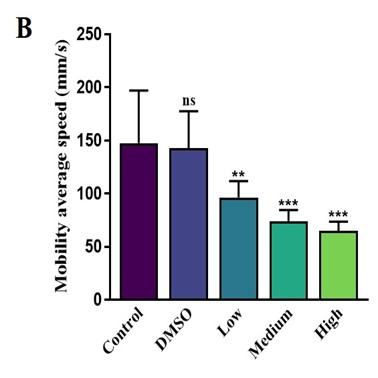 B
Mobility average speed (mm/s)
250
200
150
100
50
0
ns
**
***
***
Control
DMSO
Low
Medium
High